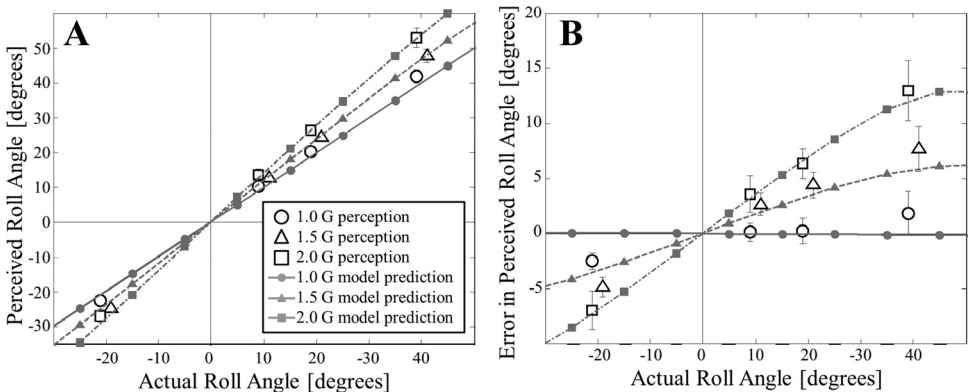 A
Perceived Roll Angle [degrees]
50
40
30
20
10
0
-10
-20
-30
-20
-10
0
10
20
30
40
Actual Roll Angle [degrees]
1.0 G perception
1.5 G perception
2.0 G perception
1.0 G model prediction
1.5 G model prediction
2.0 G model prediction
B
Error in Perceived Roll Angle [degrees]
20
15
10
5
0
-5
-20
-10
0
10
20
30
40
Actual Roll Angle [degrees]